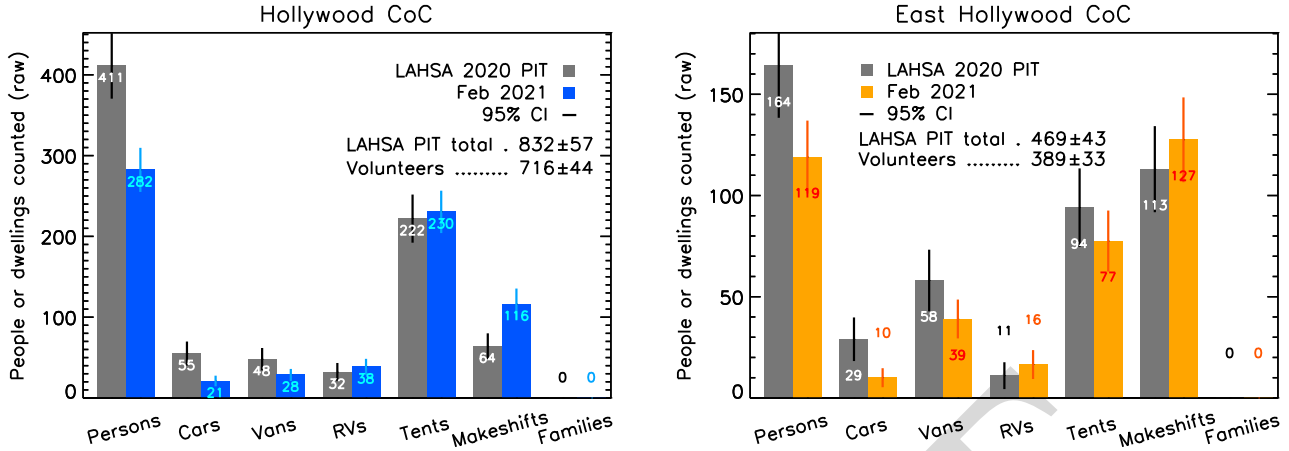 Hollywood CoC
People or dwellings counted (raw)
400
300
200
100
0
LAHSA 2020 PIT
Feb 2021
95% CI
LAHSA PIT total . 832±57
Volunteers ......... 716±44
411
282
55
21
48
28
32
38
222
230
64
116
0
0
Persons
Cars
Vans
RVs
Tents
Makeshifts
Families
East Hollywood CoC
People or dwellings counted (raw)
150
100
50
0
LAHSA 2020 PIT
Feb 2021
95% CI
LAHSA PIT total . 469±43
Volunteers ......... 389±33
164
119
29
10
58
39
11
16
94
77
113
127
0
0
Persons
Cars
Vans
RVs
Tents
Makeshifts
Families